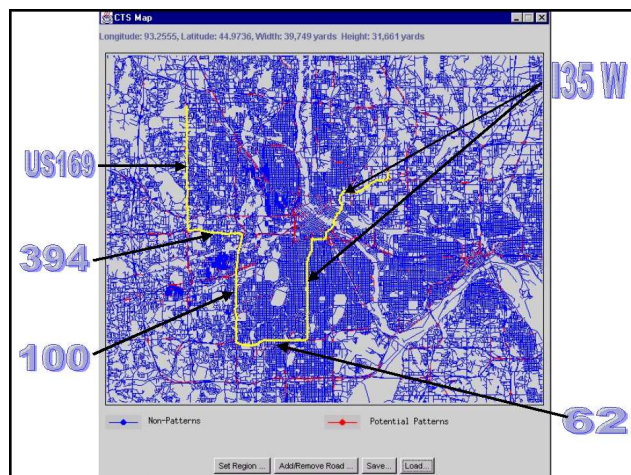 CTS Map
Longitude: 93.2555, Latitude: 44.9736, Width: 39,749 yards Height: 31,661 yards
I35 W
US169
394
100
62
Non-Patterns
Potential Patterns
Set Region ...
Add/Remove Road ...
Save...
Load...